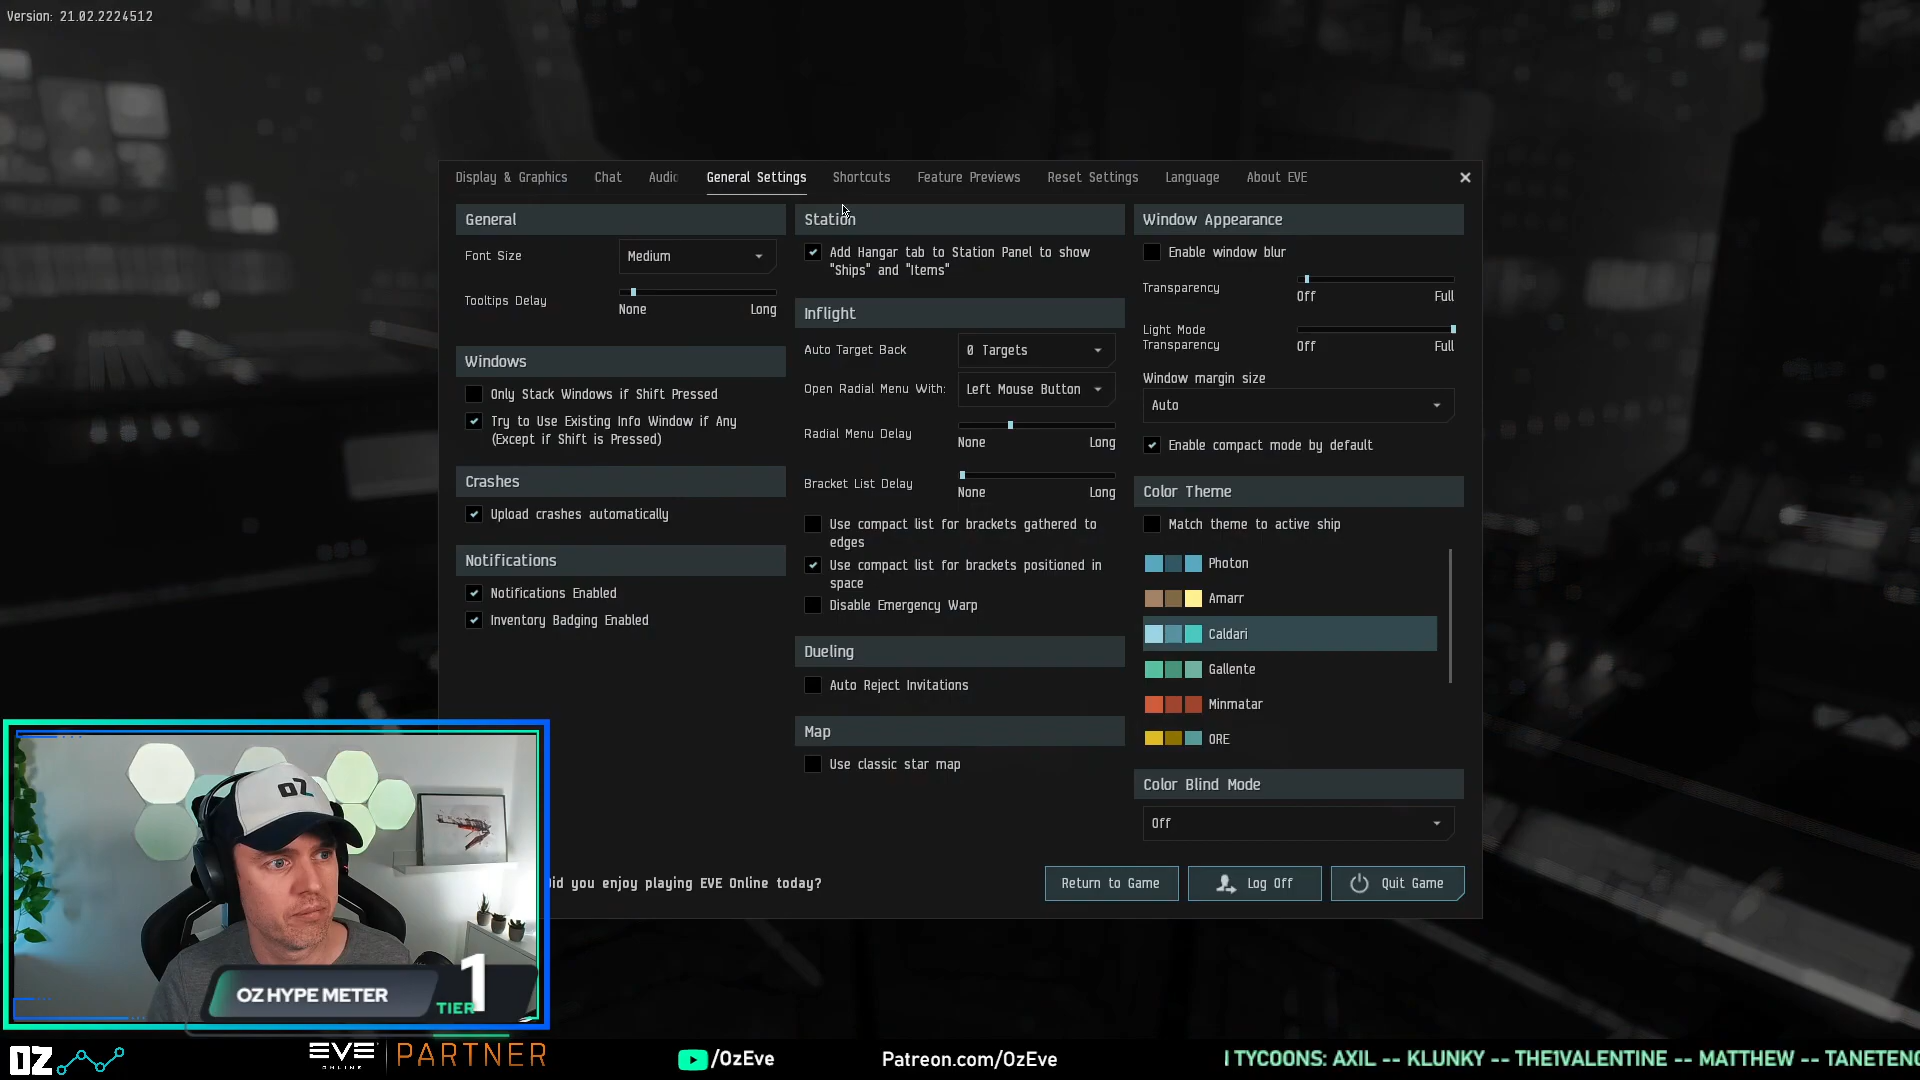 Version: 21.02.2224512
Display & Graphics
Chat
Audio
General Settings
Shortcuts
Feature Previews
Reset Settings
Language
About EVE
General
Font Size
Medium
Tooltips Delay
None
Long
Windows
Only Stack Windows if Shift Pressed
Try to Use Existing Info Window if Any
(Except if Shift is Pressed)
Crashes
Upload crashes automatically
Notifications
Notifications Enabled
Inventory Badging Enabled
Station
Add Hangar tab to Station Panel to show
"Ships" and "Items"
Inflight
Auto Target Back
0 Targets
Open Radial Menu With:
Left Mouse Button
Radial Menu Delay
None
Long
Bracket List Delay
None
Long
Use compact list for brackets gathered to
edges
Use compact list for brackets positioned in
space
Disable Emergency Warp
Dueling
Auto Reject Invitations
Map
Use classic star map
Window Appearance
Enable window blur
Transparency
Off
Full
Light Mode
Transparency
Off
Full
Window margin size
Auto
Enable compact mode by default
Color Theme
Match theme to active ship
Photon
Amarr
Caldari
Gallente
Minmatar
ORE
Color Blind Mode
Off
Did you enjoy playing EVE Online today?
Return to Game
Log Off
Quit Game
OZ
OZ HYPE METER
TIER 1
OZ
EVE
ONLINE
PARTNER
/OzEve
Patreon.com/OzEve
TYCOONS: AXIL -- KLUNKY -- THE1VALENTINE -- MATTHEW --